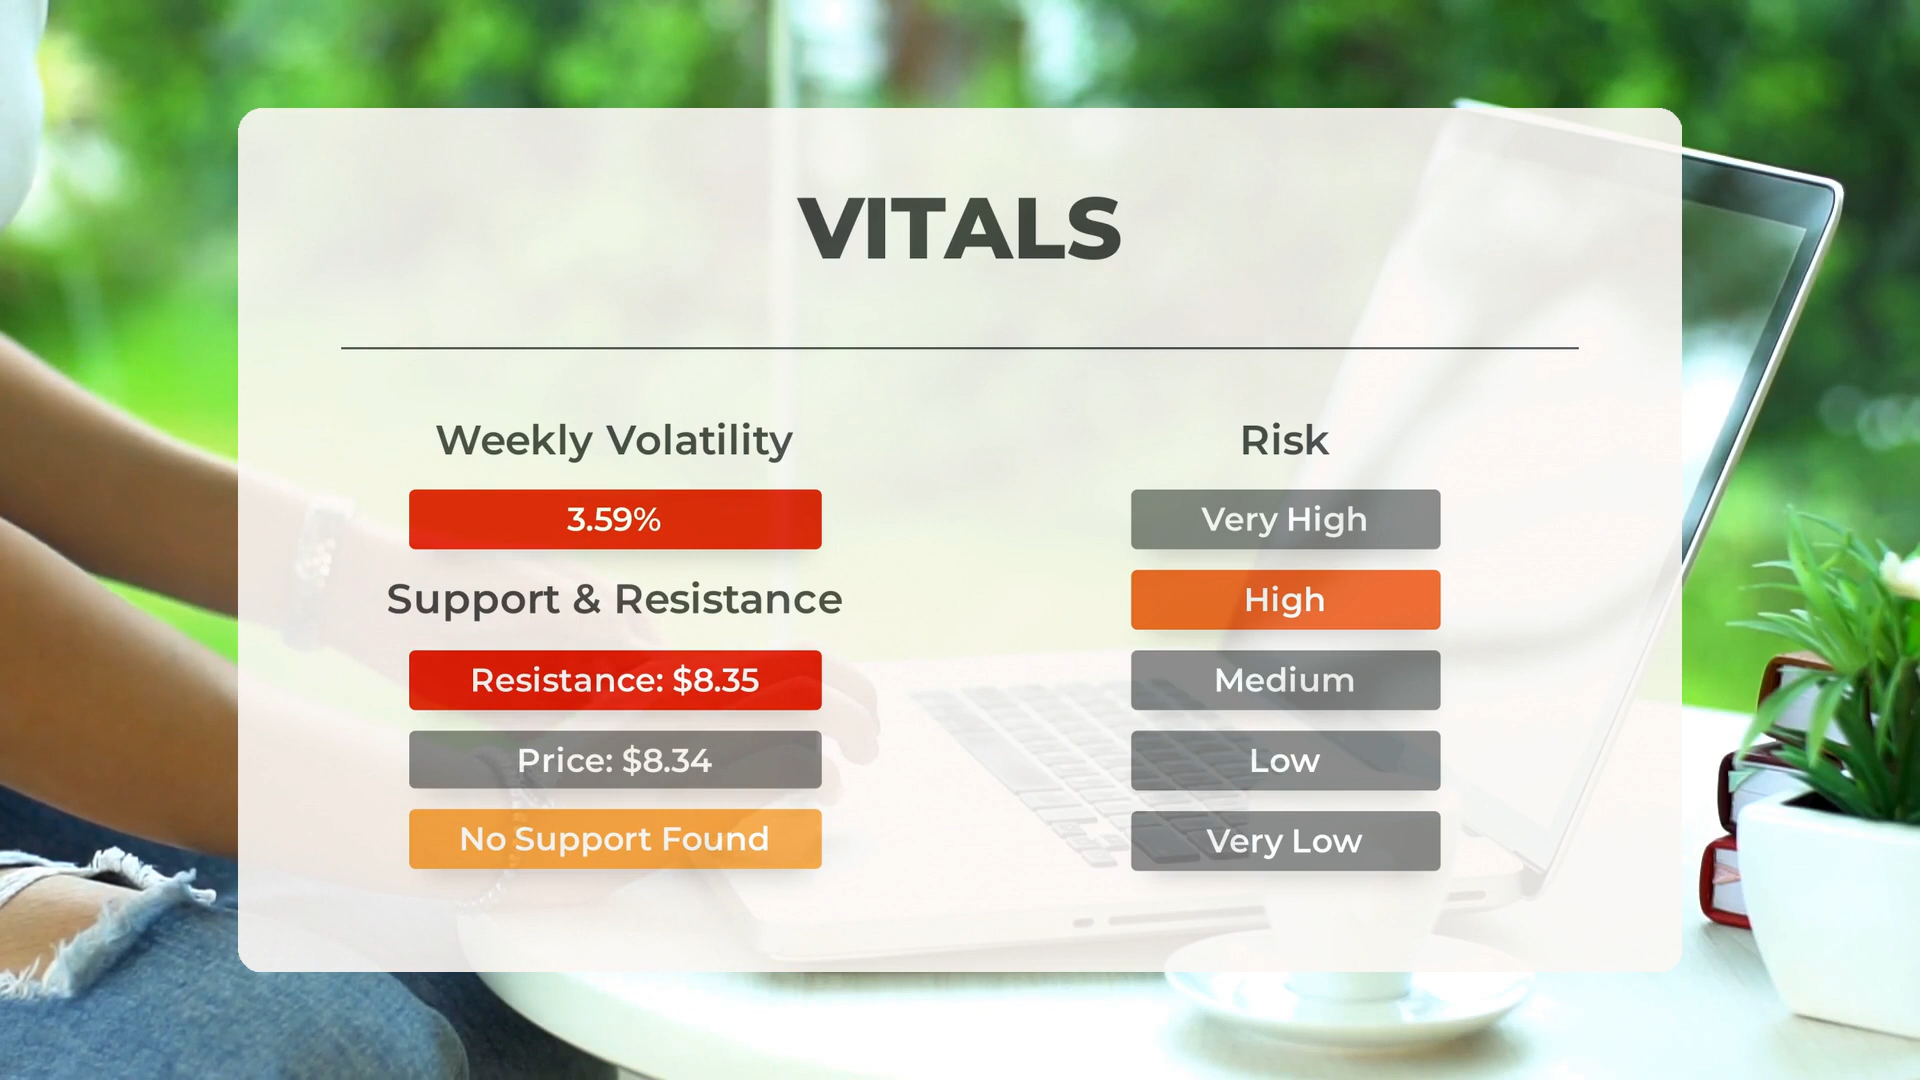 VITALS
Weekly Volatility
3.59%
Support & Resistance
Resistance: $8.35
Price: $8.34
No Support Found
Risk
Very High
High
Medium
Low
Very Low